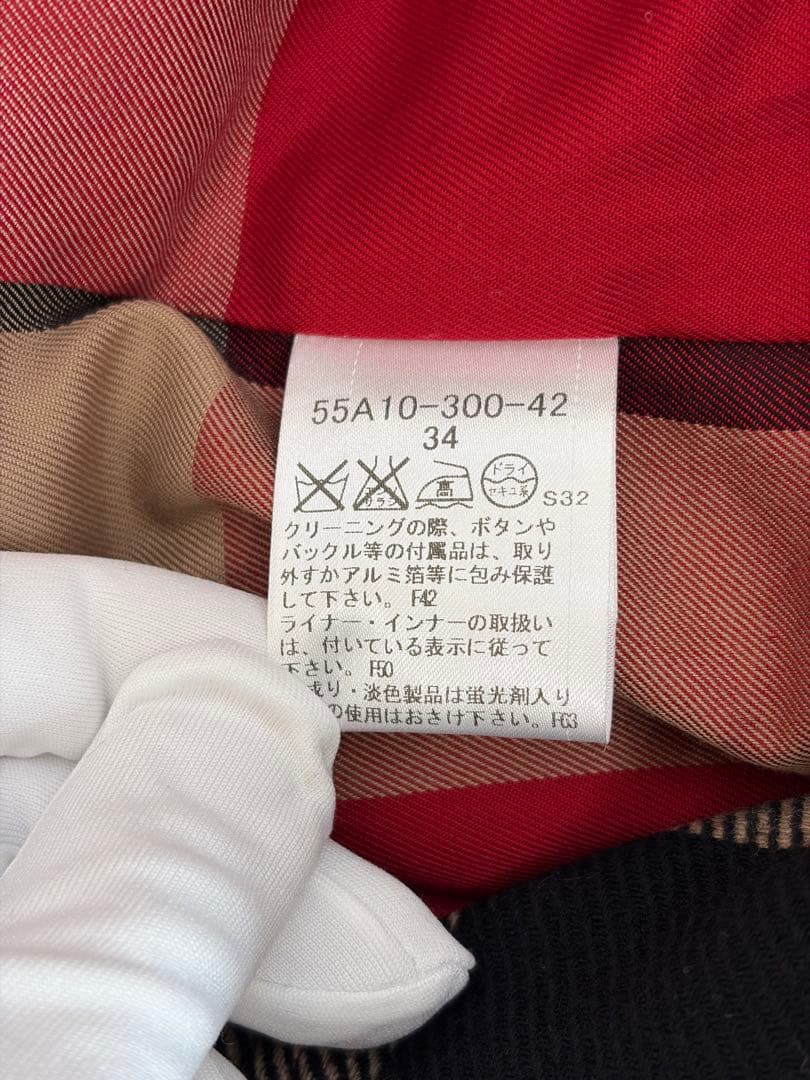 55A10-300-42
34
高
ドライ
セキユ系
S32
クリーニングの際、ボタンや
バックル等の付属品は、取り
外すかアルミ箔等に包み保護
して下さい。 F42
ライナー・インナーの取扱い
は、付いている表示に従って
下さい。 F50
成り・淡色製品は蛍光剤入り
の使用はおさけ下さい。F63